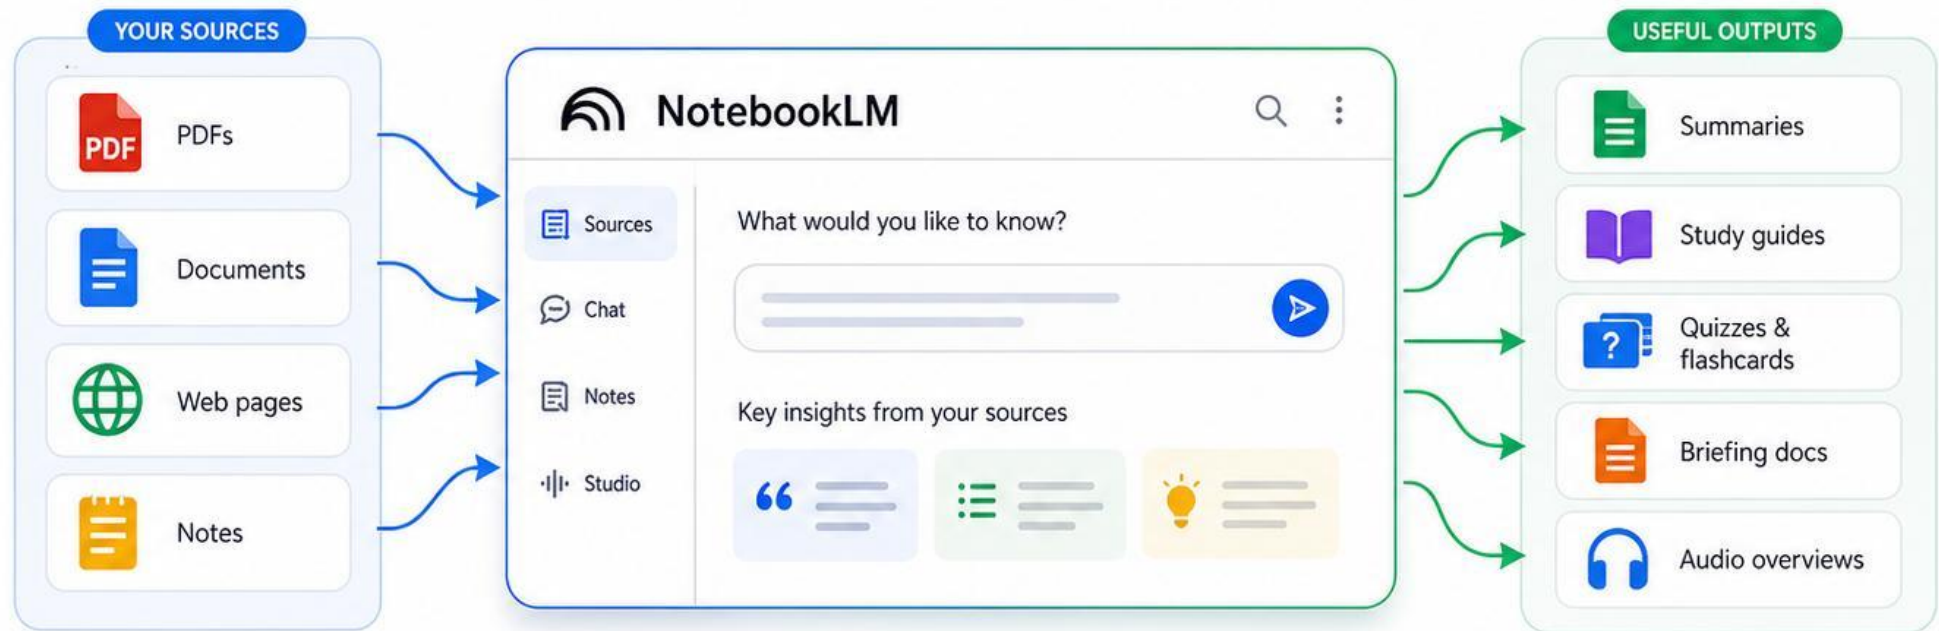 YOUR SOURCES
PDF
PDFs
Documents
Web pages
Notes
NotebookLM
Sources
Chat
Notes
Studio
What would you like to know?
Key insights from your sources
USEFUL OUTPUTS
Summaries
Study guides
?
Quizzes &
flashcards
Briefing docs
Audio overviews